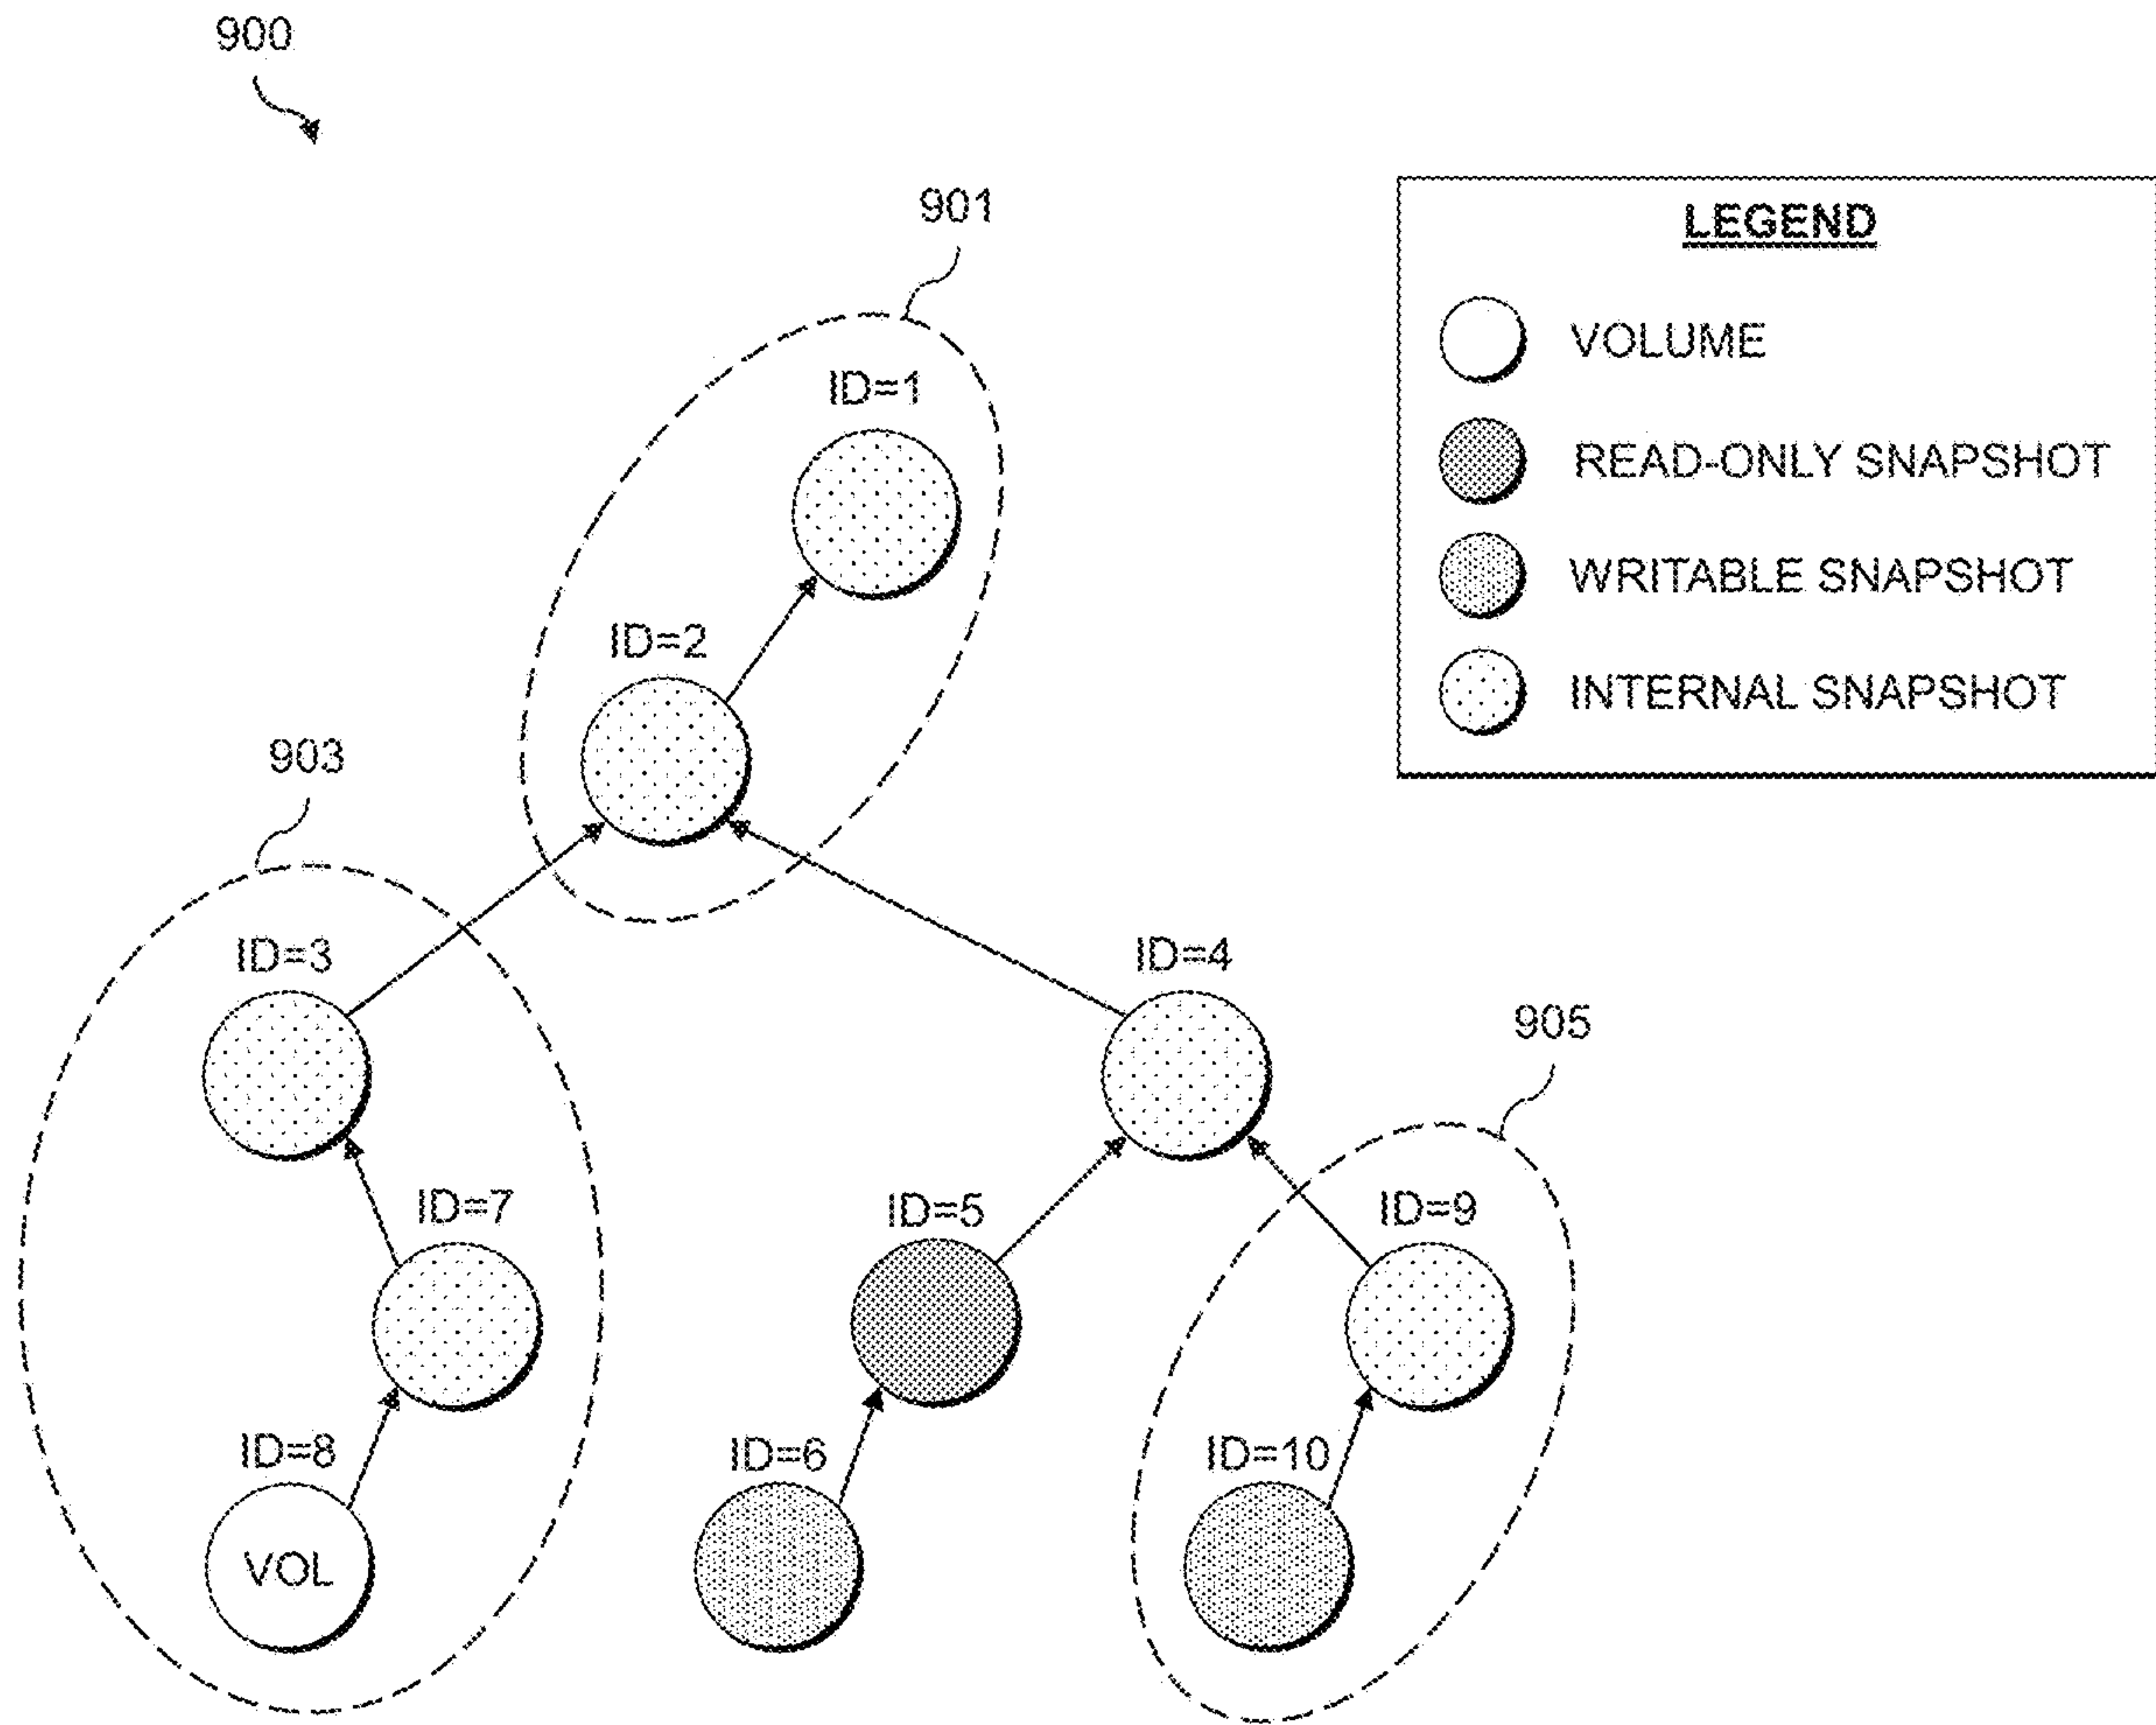 900
901
LEGEND
VOLUME
READ-ONLY SNAPSHOT
WRITABLE SNAPSHOT
INTERNAL SNAPSHOT
ID=1
ID=2
903
ID=3
ID=4
905
ID=7
ID=5
ID=9
ID=8
ID=6
ID=10
VOL